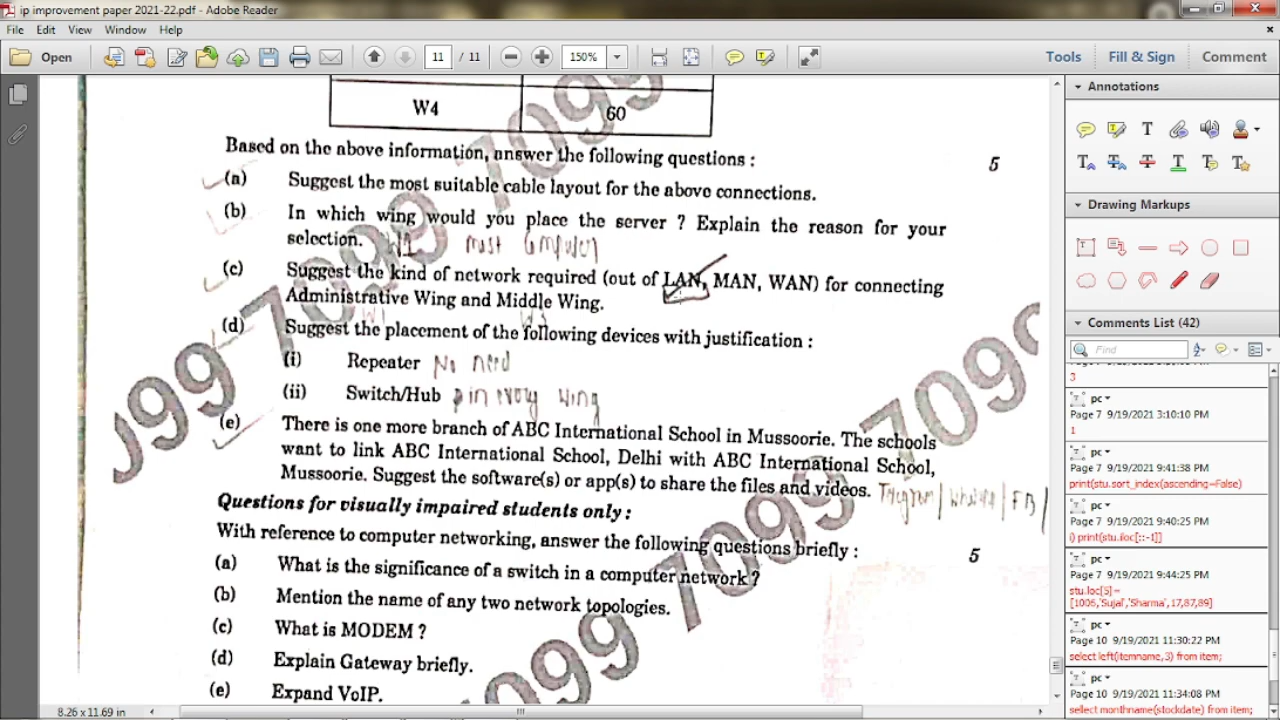 ip improvement paper 2021-22.pdf - Adobe Reader
File Edit View Window Help
Open 11 / 11 150% Tools Fill & Sign Comment
W4 60
Based on the above information, answer the following questions : 5
(a) Suggest the most suitable cable layout for the above connections.
(b) In which wing would you place the server ? Explain the reason for your
selection. most computer
(c) Suggest the kind of network required (out of LAN, MAN, WAN) for connecting
Administrative Wing and Middle Wing.
(d) Suggest the placement of the following devices with justification :
(i) Repeater No need
(ii) Switch/Hub in every wing
(e) There is one more branch of ABC International School in Mussoorie. The schools
want to link ABC International School, Delhi with ABC International School,
Mussoorie. Suggest the software(s) or app(s) to share the files and videos. Telegram / WhatsApp / FB /
Questions for visually impaired students only :
With reference to computer networking, answer the following questions briefly : 5
(a) What is the significance of a switch in a computer network ?
(b) Mention the name of any two network topologies.
(c) What is MODEM ?
(d) Explain Gateway briefly.
(e) Expand VoIP.
7099 7099 7099
7099 7099 7099
8.26 x 11.69 in
Annotations
Drawing Markups
Comments List (42)
Find
3
pc
Page 7 9/19/2021 3:10:10 PM
1
pc
Page 7 9/19/2021 9:41:38 PM
print(stu.sort_index(ascending=False)
pc
Page 7 9/19/2021 9:40:25 PM
i) print(stu.iloc[::-1]]
pc
Page 7 9/19/2021 9:44:25 PM
stu.loc[5]=
[1006,'Sujal','Sharma',17,87,89]
pc
Page 10 9/19/2021 11:30:22 PM
select left(itemname, 3) from item;
pc
Page 10 9/19/2021 11:34:08 PM
sellect monthname(stockdate) from item;